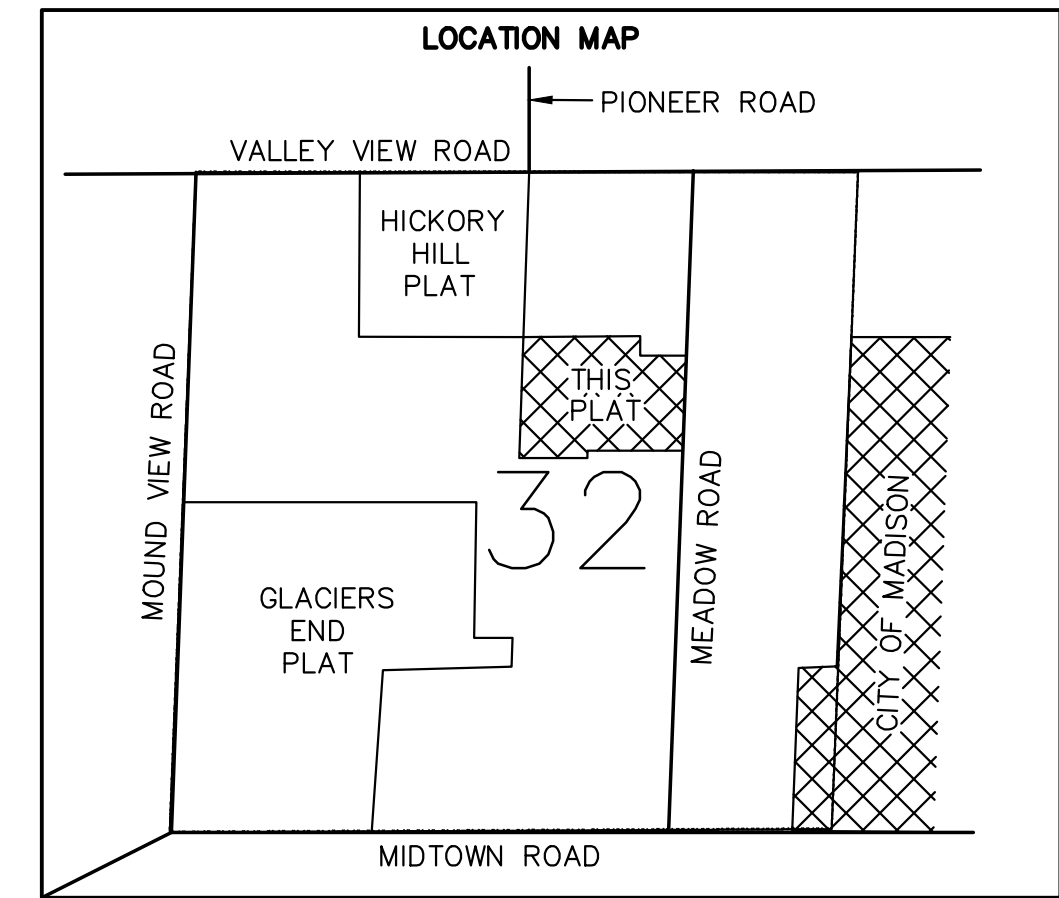 LOCATION MAP
PIONEER ROAD
VALLEY VIEW ROAD
HICKORY
HILL
PLAT
THIS
PLAT
MOUND VIEW ROAD
32
MEADOW ROAD
CITY OF MADISON
GLACIERS
END
PLAT
MIDTOWN ROAD